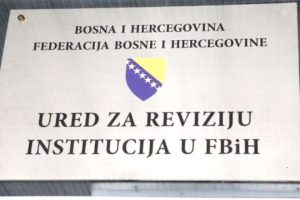 BOSNA I HERCEGOVINA
FEDERACIJA BOSNE I HERCEGOVINE
URED ZA REVIZIJU
INSTITUCIJA U FBiH